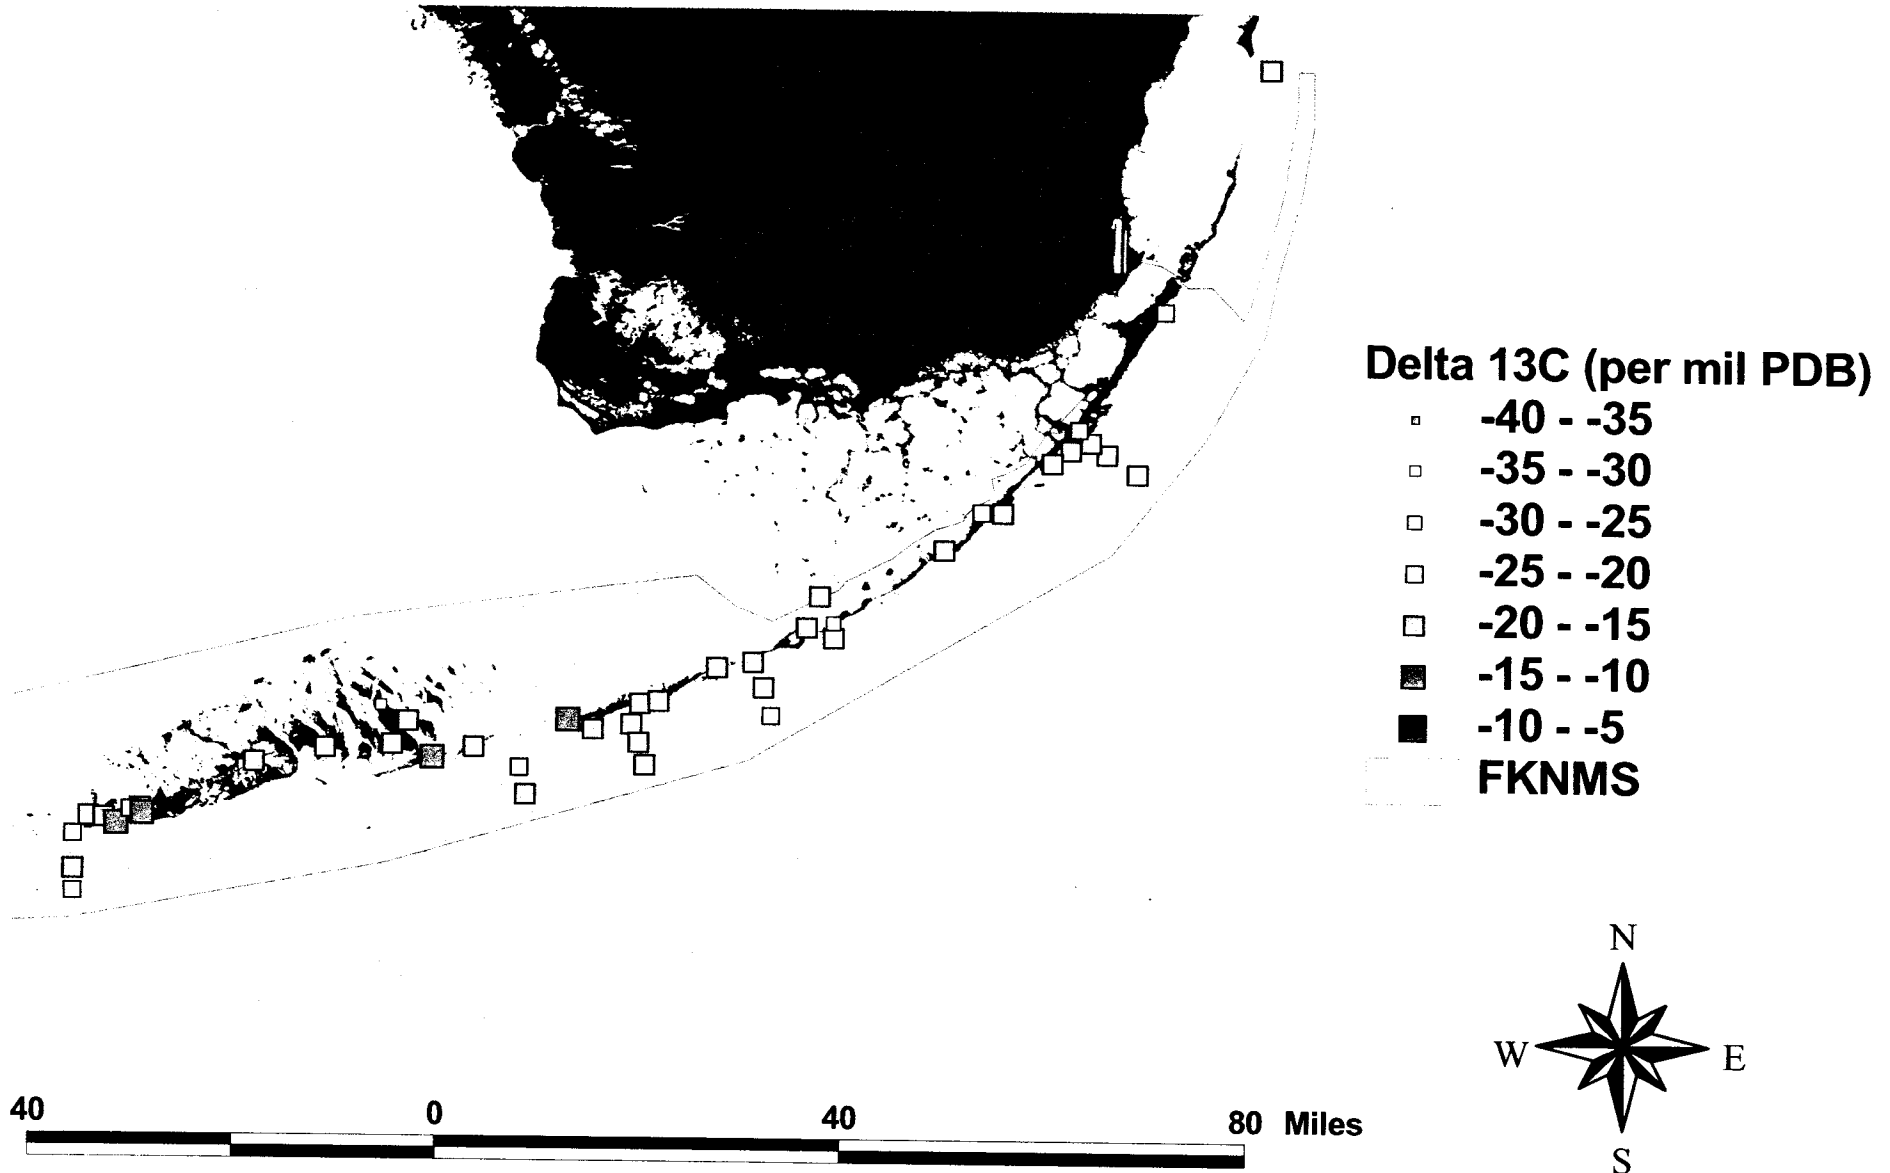 Delta 13C (per mil PDB)
-40 - -35
-35 - -30
-30 - -25
-25 - -20
-20 - -15
-15 - -10
-10 - -5
FKNMS
N
W E
S
40 0 40 80 Miles